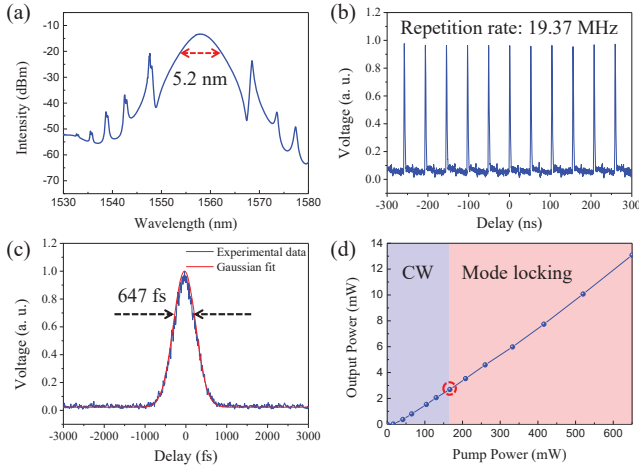 (a)
-10
-20
-30
-40
-50
-60
-70
Intensity (dBm)
5.2 nm
1530 1540 1550 1560 1570 1580
Wavelength (nm)
(b)
Repetition rate: 19.37 MHz
1.0
0.8
0.6
0.4
0.2
0.0
Voltage (a. u.)
-300 -200 -100 0 100 200 300
Delay (ns)
(c)
Experimental data
Gaussian fit
647 fs
1.2
1.0
0.8
0.6
0.4
0.2
0.0
Voltage (a. u.)
-3000 -2000 -1000 0 1000 2000 3000
Delay (fs)
(d)
CW Mode locking
14
12
10
8
6
4
2
0
Output Power (mW)
0 100 200 300 400 500 600
Pump Power (mW)